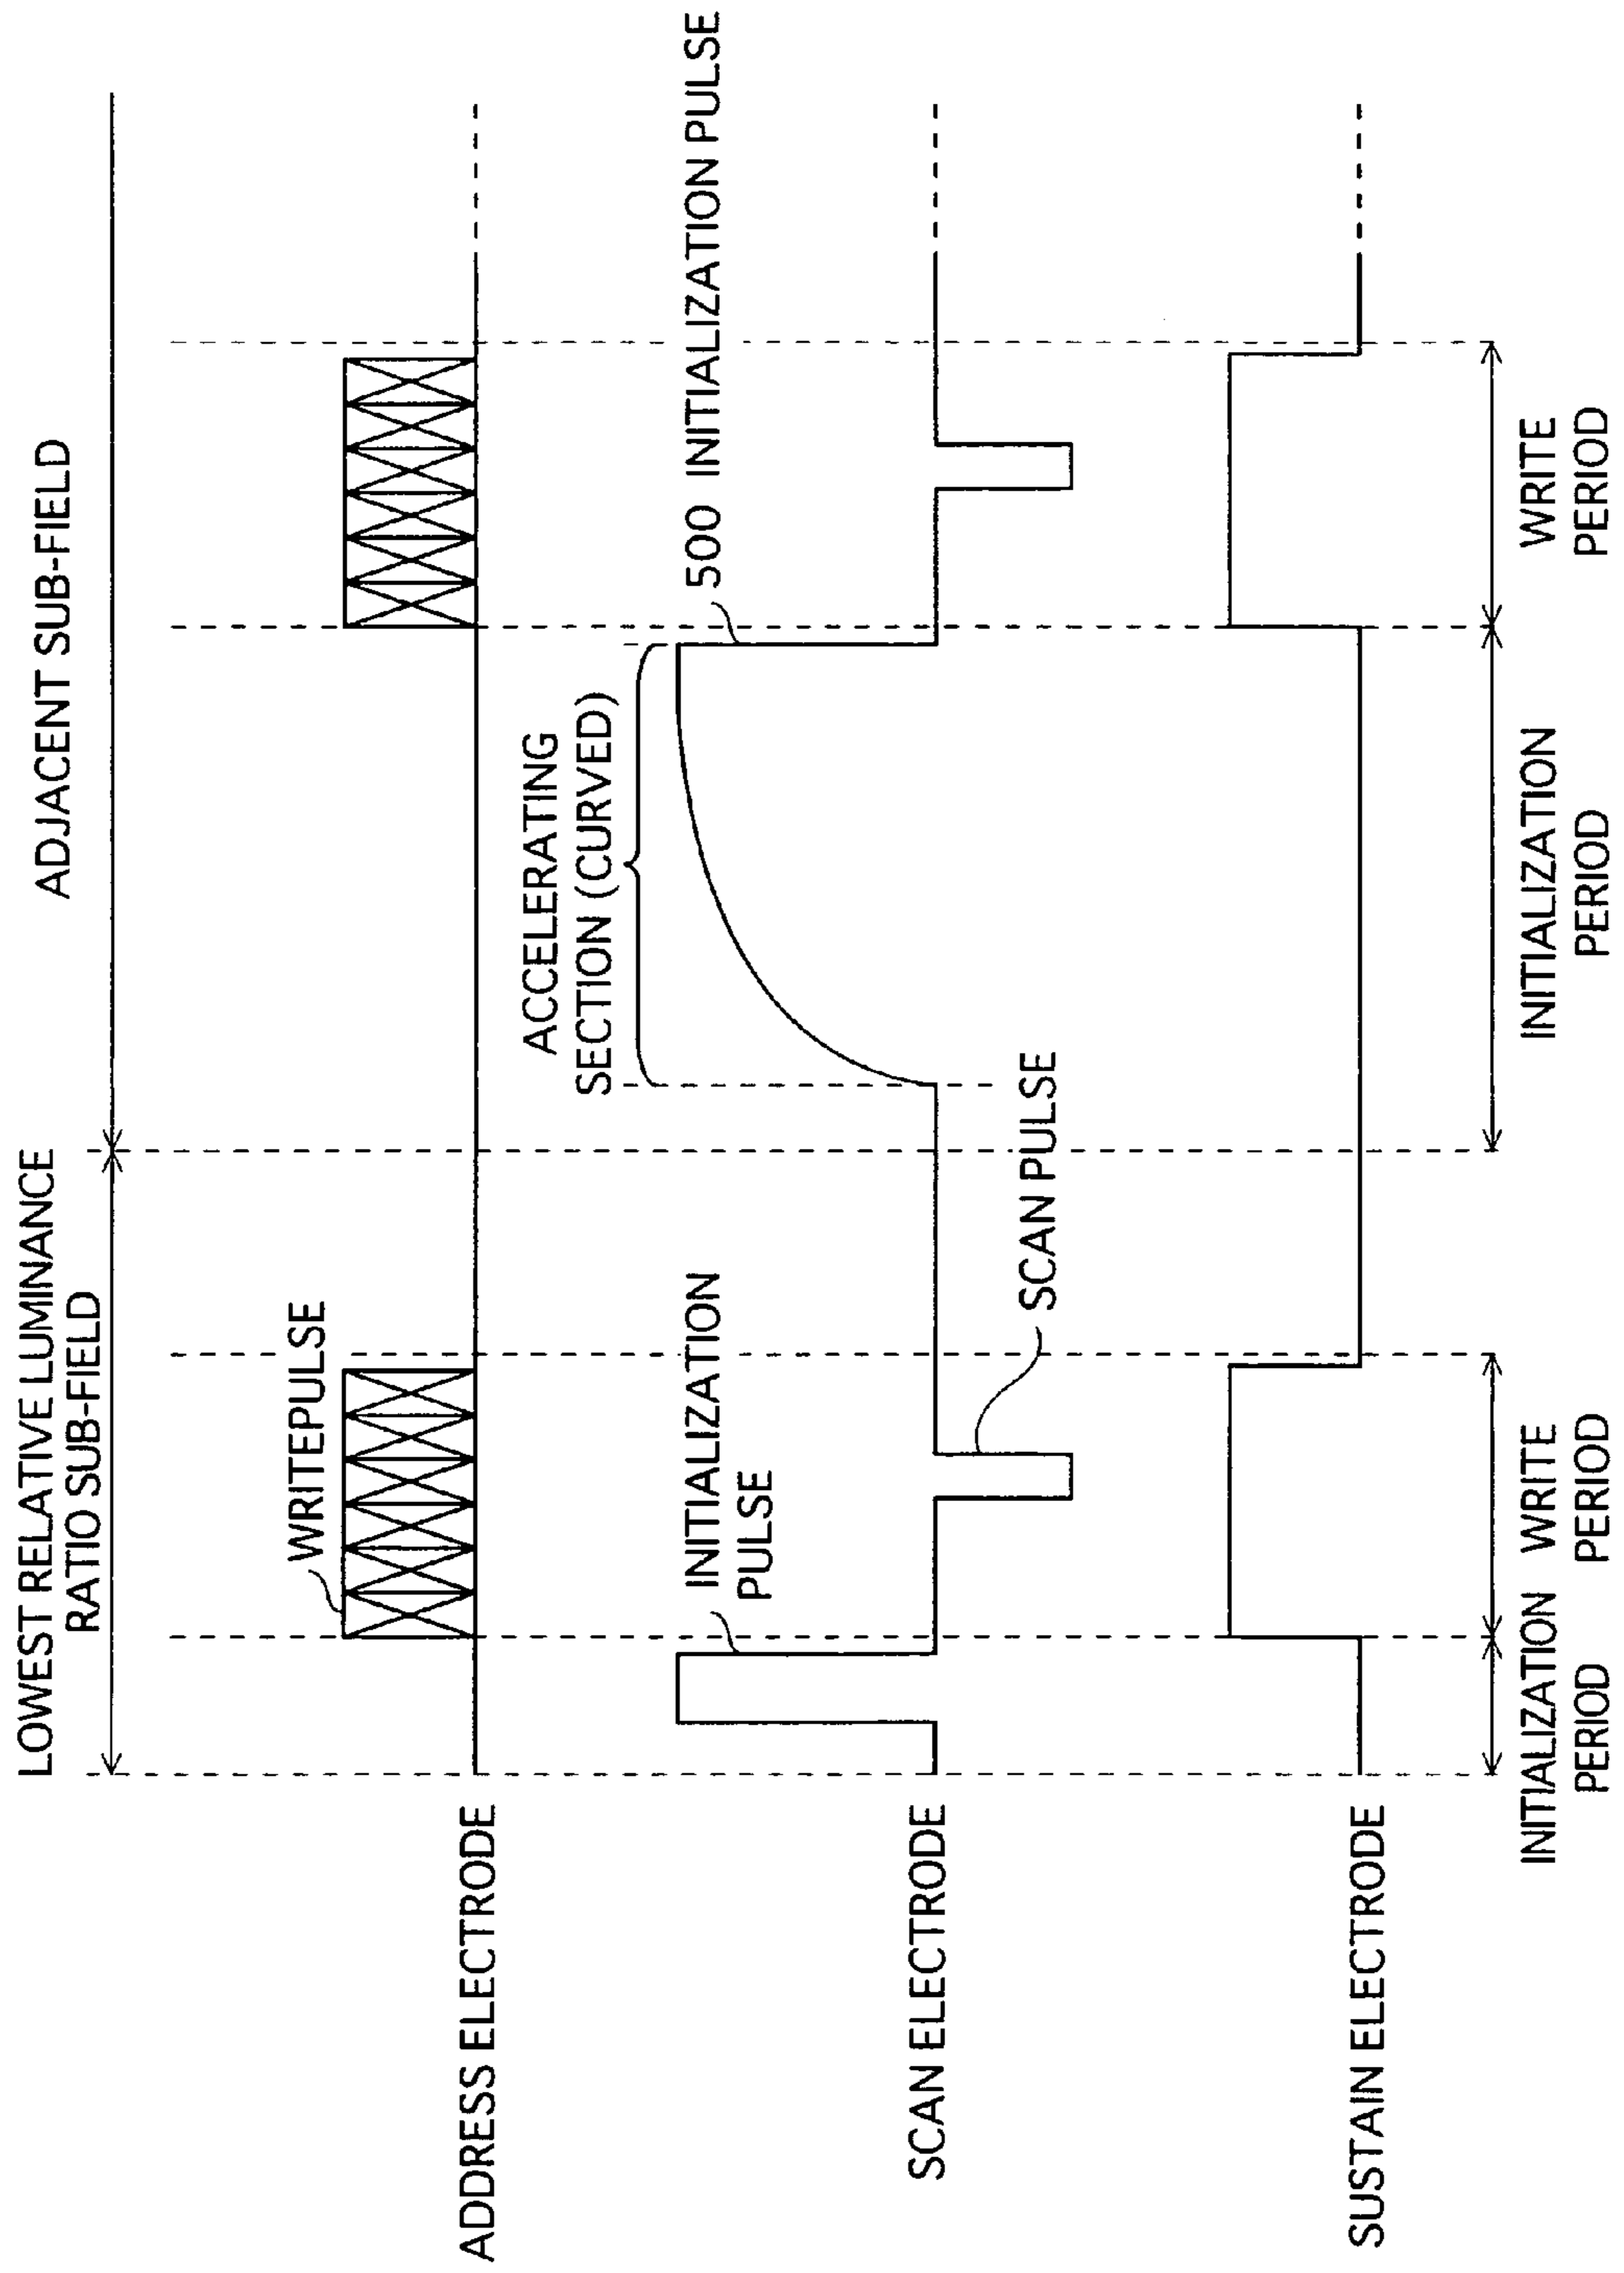 LOWEST RELATIVE LUMINANCE
RATIO SUB-FIELD
ADJACENT SUB-FIELD
WRITEPULSE
ADDRESS ELECTRODE
ACCELERATING
SECTION (CURVED)
INITIALIZATION
PULSE
500 INITIALIZATION PULSE
SCAN ELECTRODE
SCAN PULSE
SUSTAIN ELECTRODE
INITIALIZATION
PERIOD
WRITE
PERIOD
INITIALIZATION
PERIOD
WRITE
PERIOD